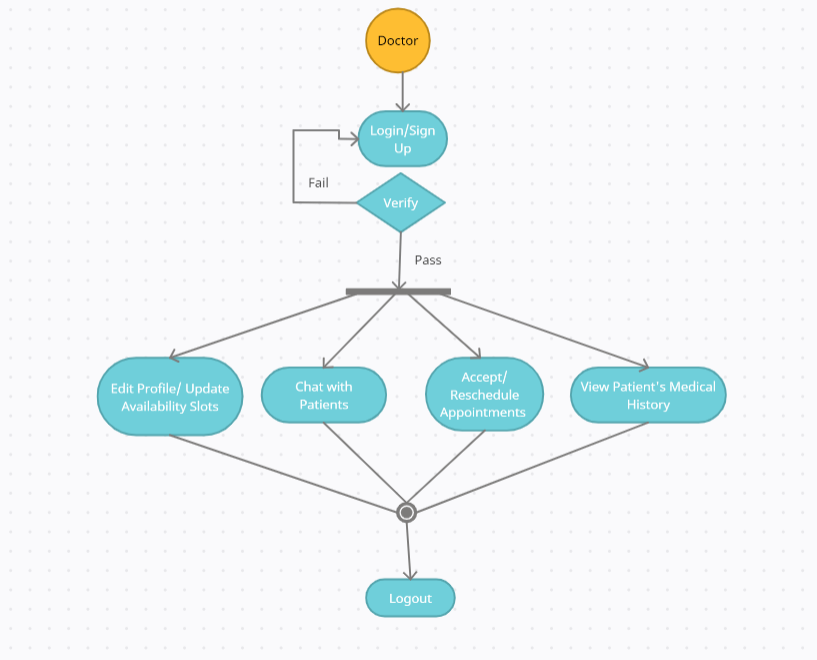 Doctor
Login/Sign
Up
Fail
Verify
Pass
Edit Profile/ Update
Availability Slots
Chat with
Patients
Accept/
Reschedule
Appointments
View Patient's Medical
History
Logout